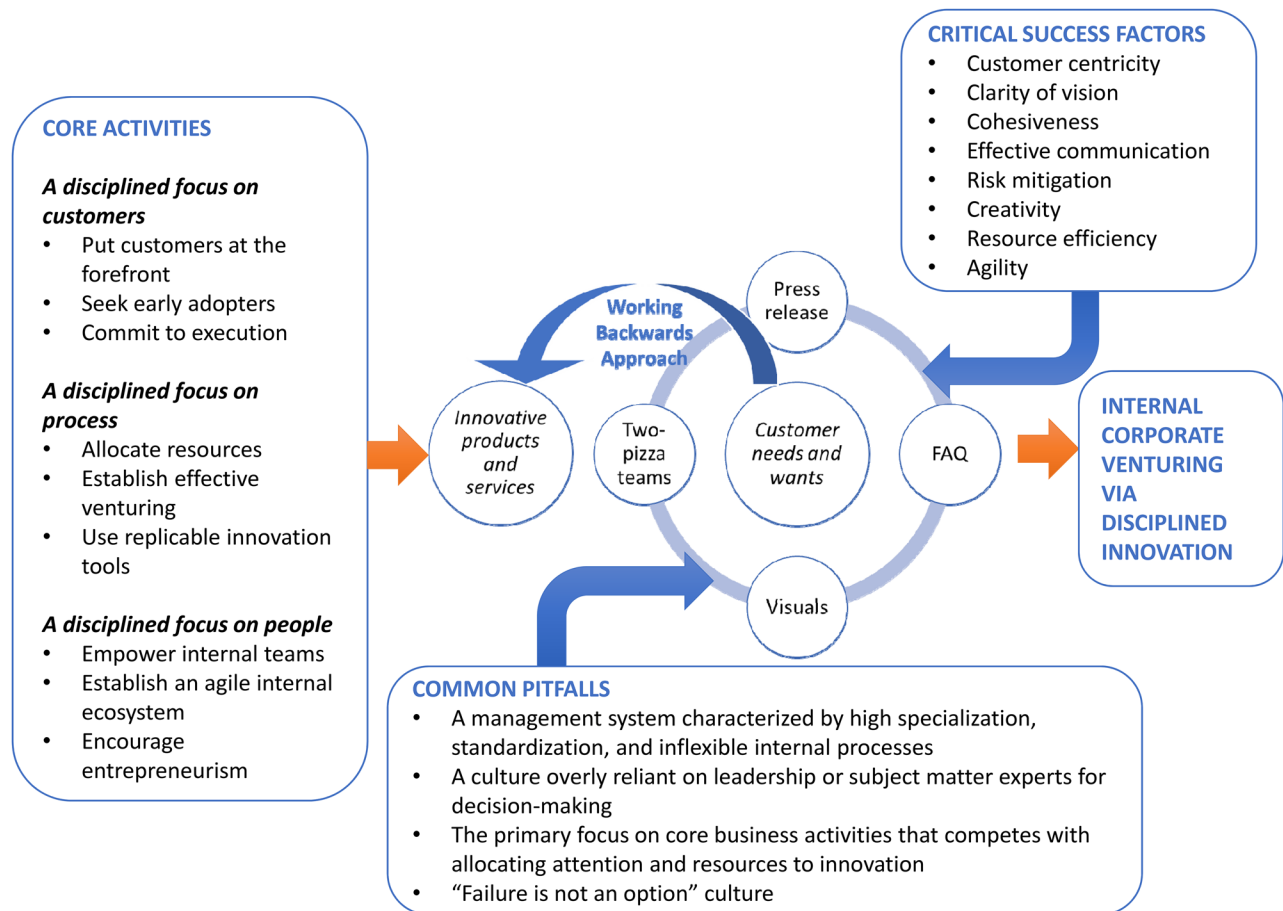 CORE ACTIVITIES
A disciplined focus on
customers
• Put customers at the
forefront
• Seek early adopters
• Commit to execution
A disciplined focus on
process
• Allocate resources
• Establish effective
venturing
• Use replicable innovation
tools
A disciplined focus on people
• Empower internal teams
• Establish an agile internal
ecosystem
• Encourage
entrepreneurism
Working
Backwards
Approach
Innovative
products
and
services
Two-
pizza
teams
Customer
needs and
wants
Press
release
FAQ
Visuals
CRITICAL SUCCESS FACTORS
• Customer centricity
• Clarity of vision
• Cohesiveness
• Effective communication
• Risk mitigation
• Creativity
• Resource efficiency
• Agility
INTERNAL
CORPORATE
VENTURING
VIA
DISCIPLINED
INNOVATION
COMMON PITFALLS
• A management system characterized by high specialization,
standardization, and inflexible internal processes
• A culture overly reliant on leadership or subject matter experts for
decision-making
• The primary focus on core business activities that competes with
allocating attention and resources to innovation
• “Failure is not an option” culture